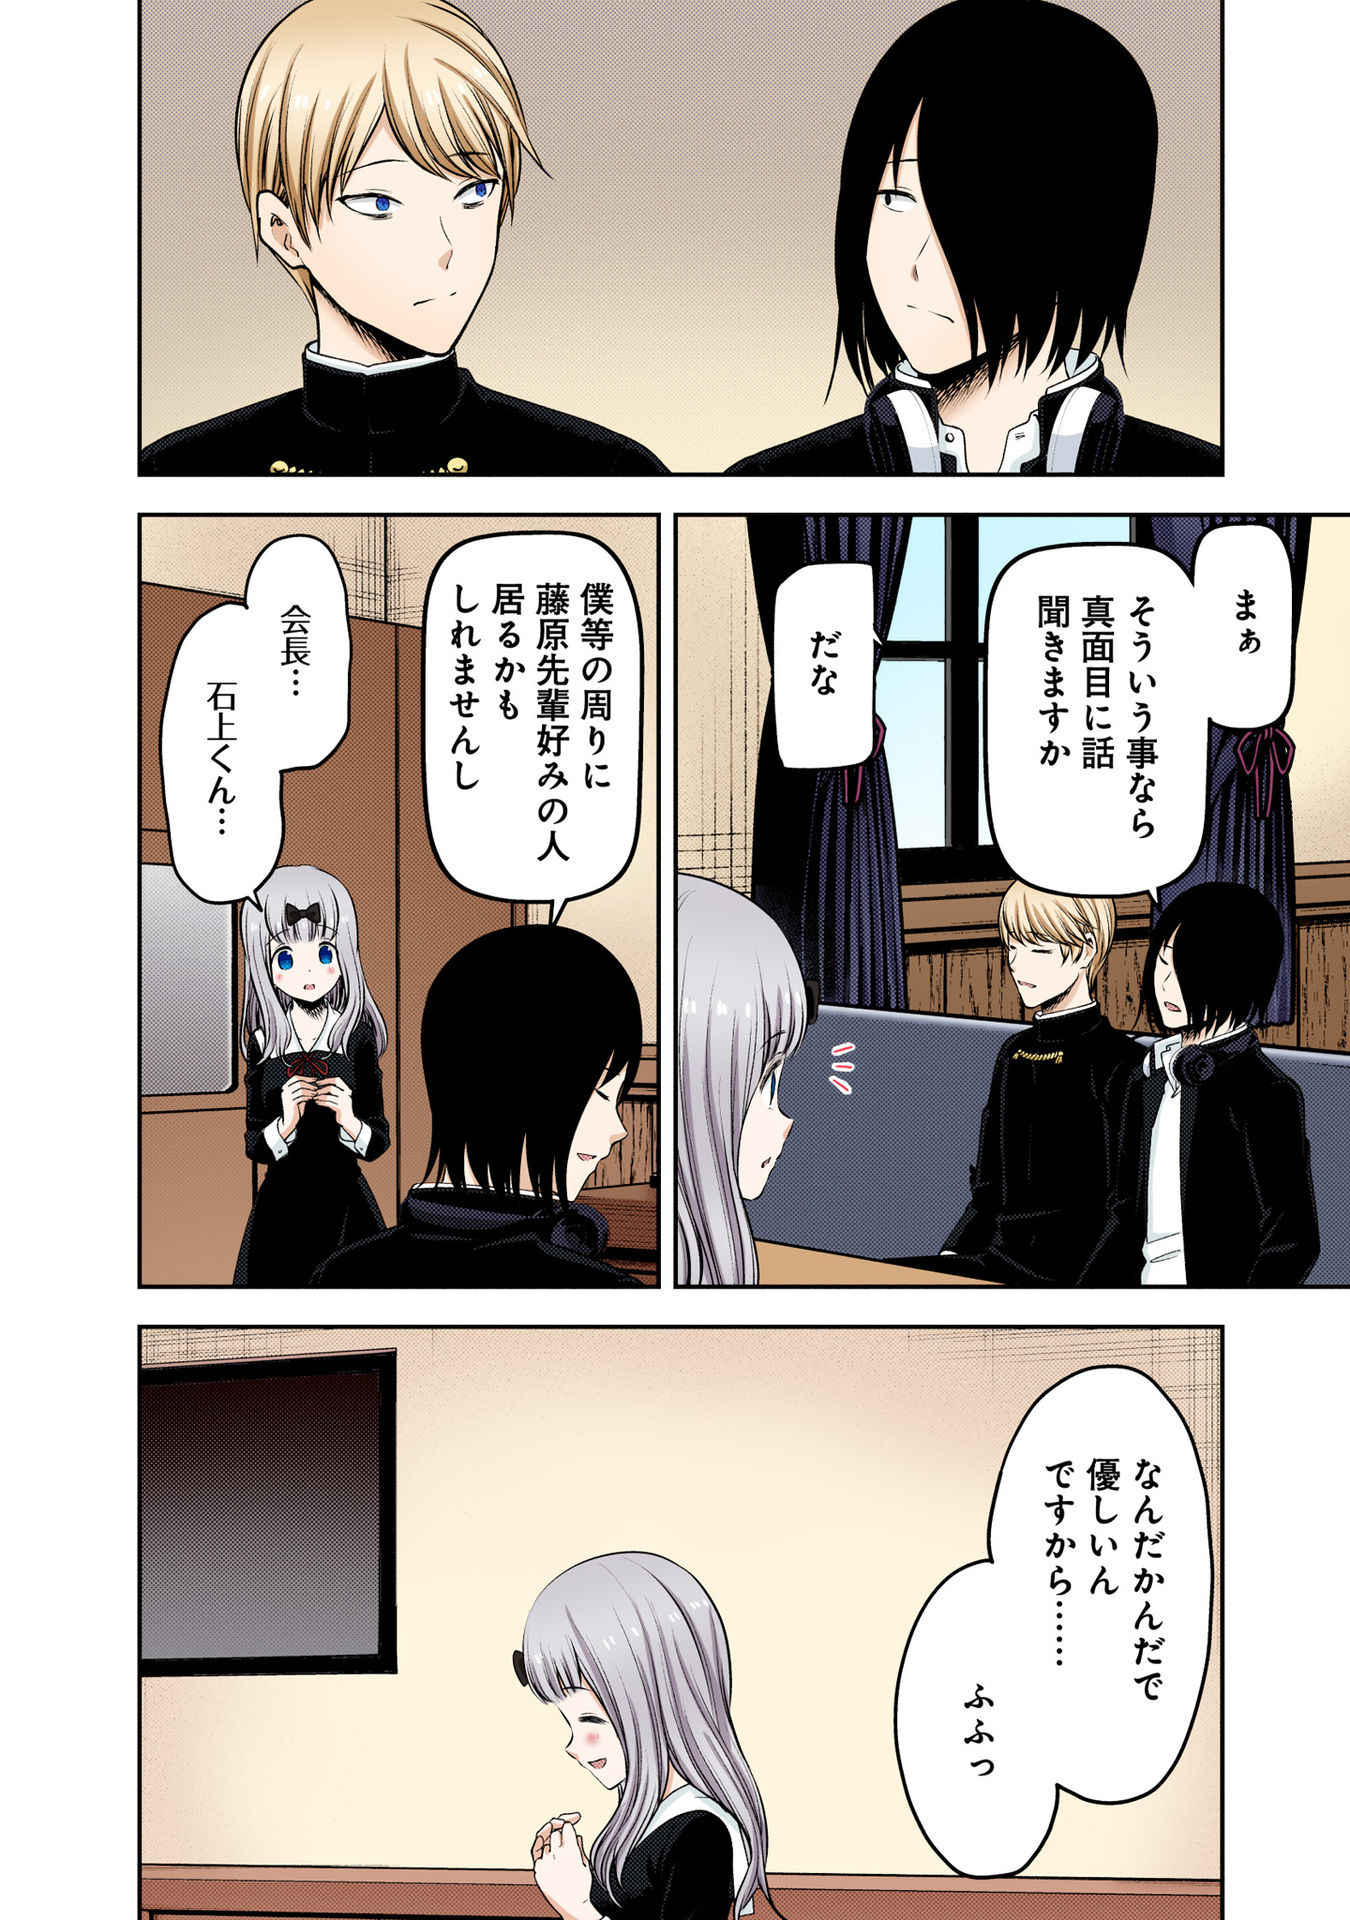 まぁ
そういう事なら
真面目に話
聞きますか
だな
僕等の周りに
藤原先輩好みの人
居るかも
しれませんし
会長…
石上くん…
なんだかんだで
優しいん
ですから……
ふふっ